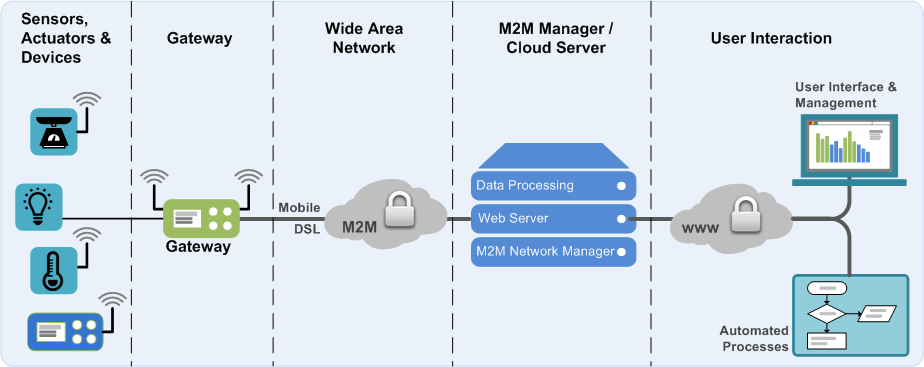 Sensors,
Actuators &
Devices
Gateway
Wide Area
Network
M2M Manager /
Cloud Server
User Interaction
User Interface &
Management
Data Processing
Mobile
DSL
M2M
Web Server
www
Gateway
M2M Network Manager
Automated
Processes